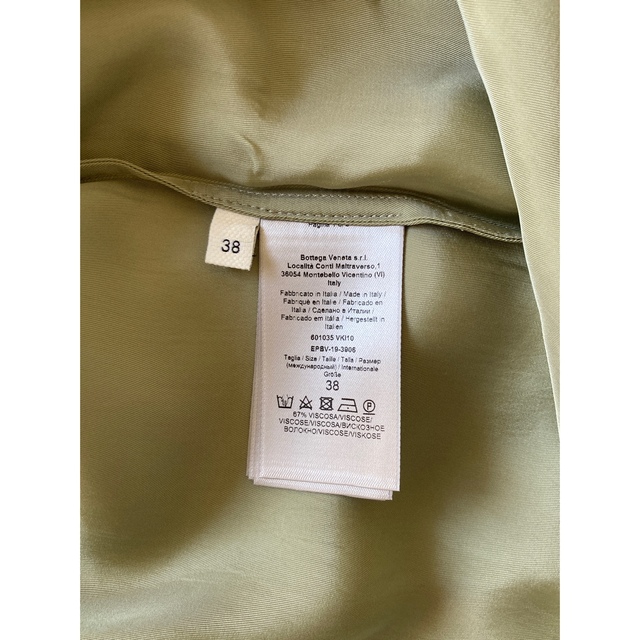 38
Bottega Veneta s.r.l.
Località Conti Maltraverso,1
36054 Montebello Vicentino (VI)
Italy
Fabbricato in Italia / Made in Italy /
Fabriqué en Italie / Fabricado en
Italia / Сделано в Италии /
Fabricado em Itália / Hergestellt in
Italien
601035 VKI10
EPBV-19-3906
Taglia / Size / Taille / Talla / Размер
(международный) / Internationale
Größe
38
67% VISCOSA/VISCOSE/
VISCOSE/VISCOSA/ВИСКОЗНОЕ
ВОЛОКНО/VISCOSE/VISKOSE